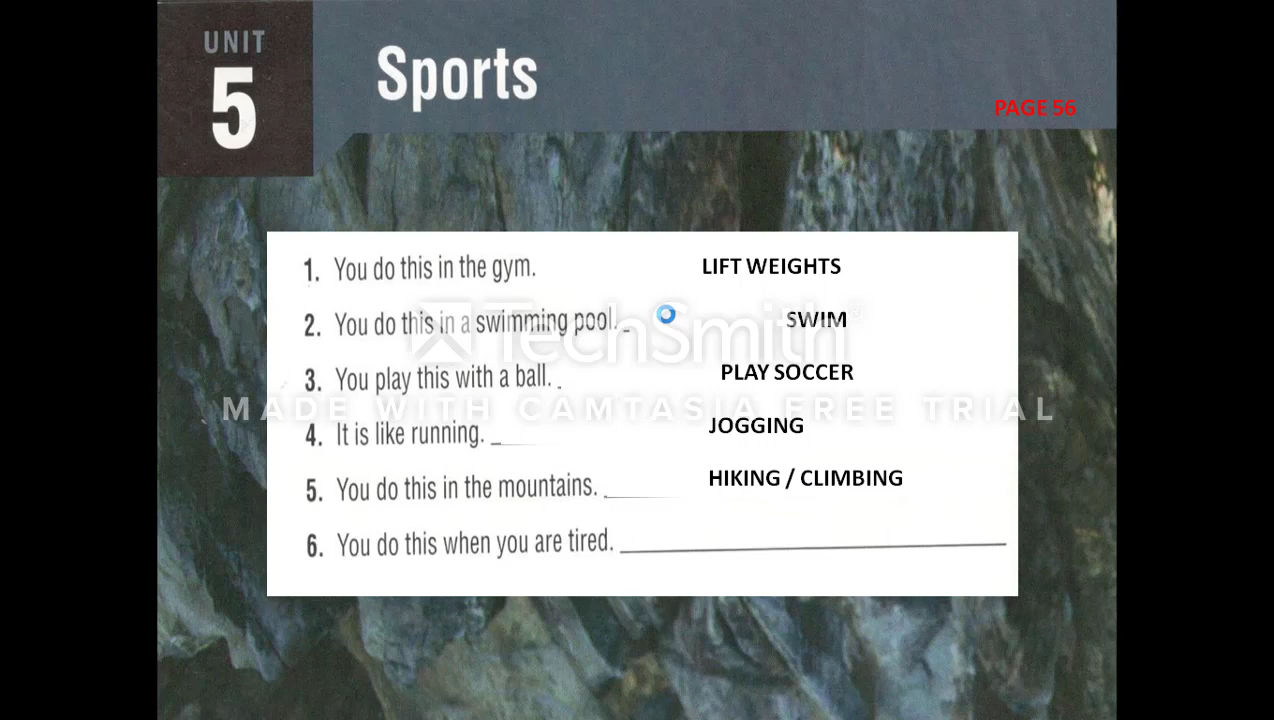 UNIT
5
Sports
PAGE 56
1. You do this in the gym. LIFT WEIGHTS
2. You do this in a swimming pool. _ SWIM
TechSmith
3. You play this with a ball. . PLAY SOCCER
MADE WITH CAMTASIA FREE TRIAL
4. It is like running. JOGGING
5. You do this in the mountains. HIKING / CLIMBING
6. You do this when you are tired.